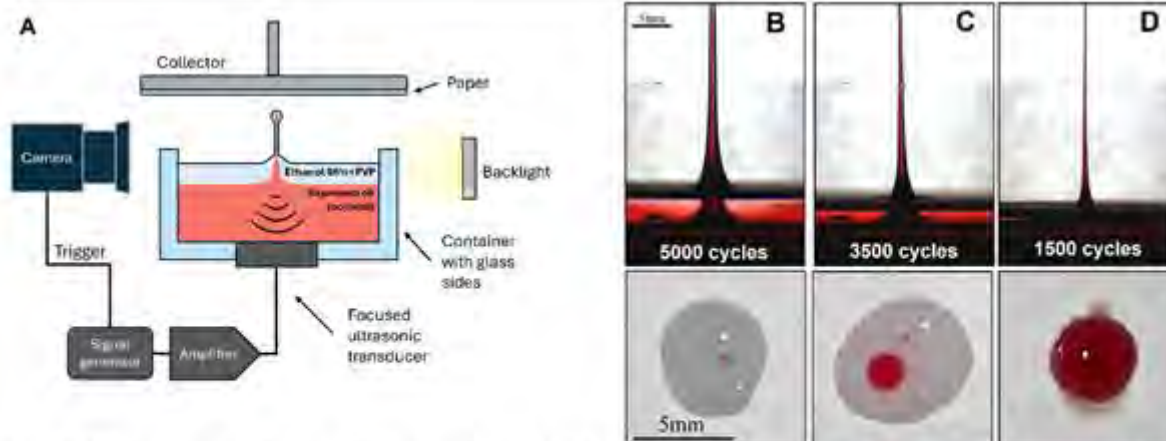 A
Collector
Paper
Camera
Backlight
Ethanol
Trigger
Container
with glass
sides
Focused
ultrasonic
transducer
Signal
generator
Amplifier
B
C
D
5000 cycles
3500 cycles
1500 cycles
5mm